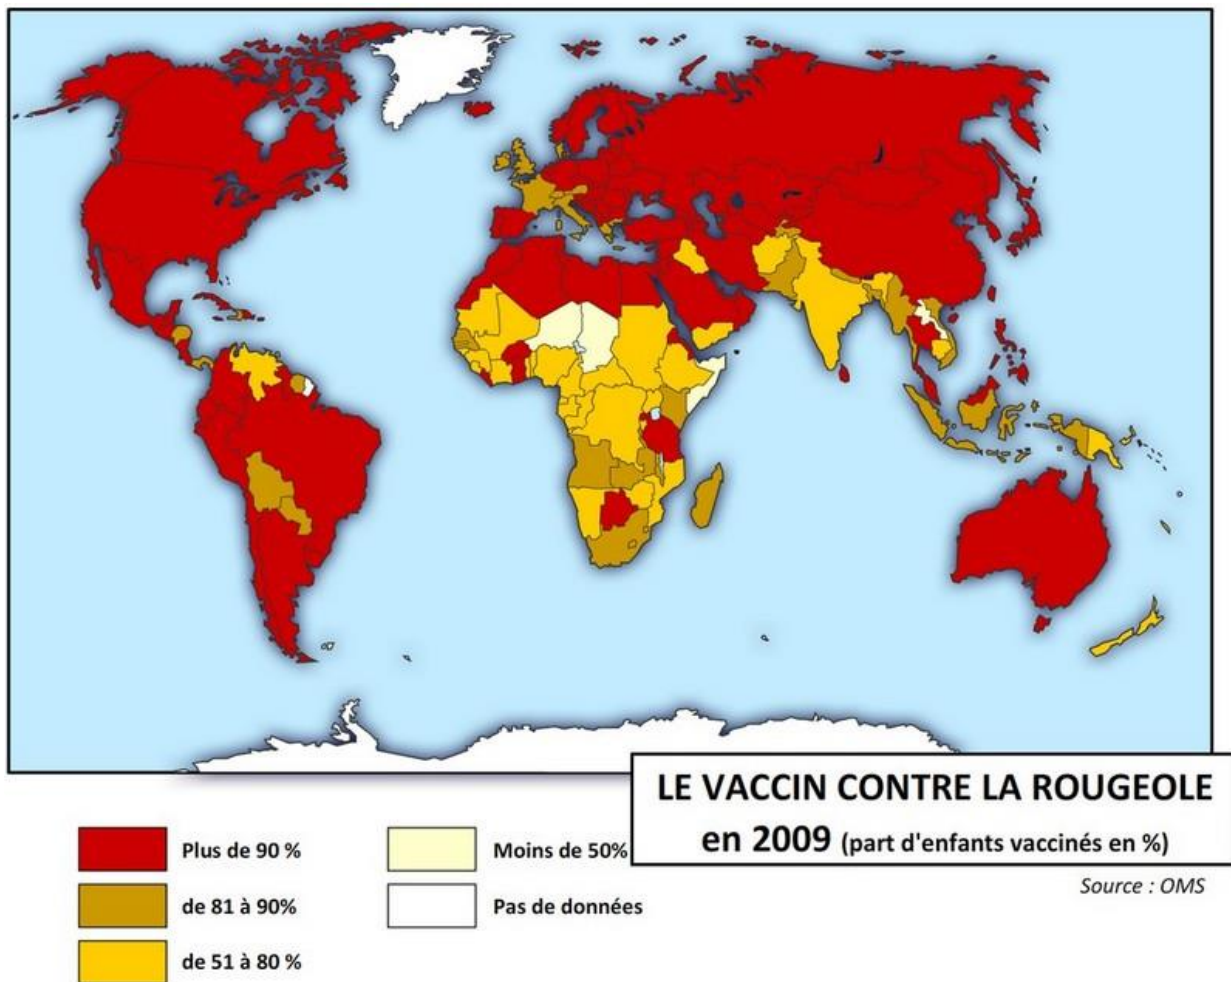 LE VACCIN CONTRE LA ROUGEOLE
en 2009 (part d'enfants vaccinés en %)
Source : OMS
Plus de 90 %
de 81 à 90%
de 51 à 80 %
Moins de 50%
Pas de données